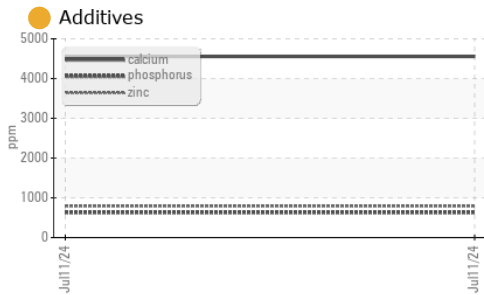 Additives
5000
4000
3000
2000
1000
0
ppm
calcium
phosphorus
zinc
Jul11/24
Jul11/24